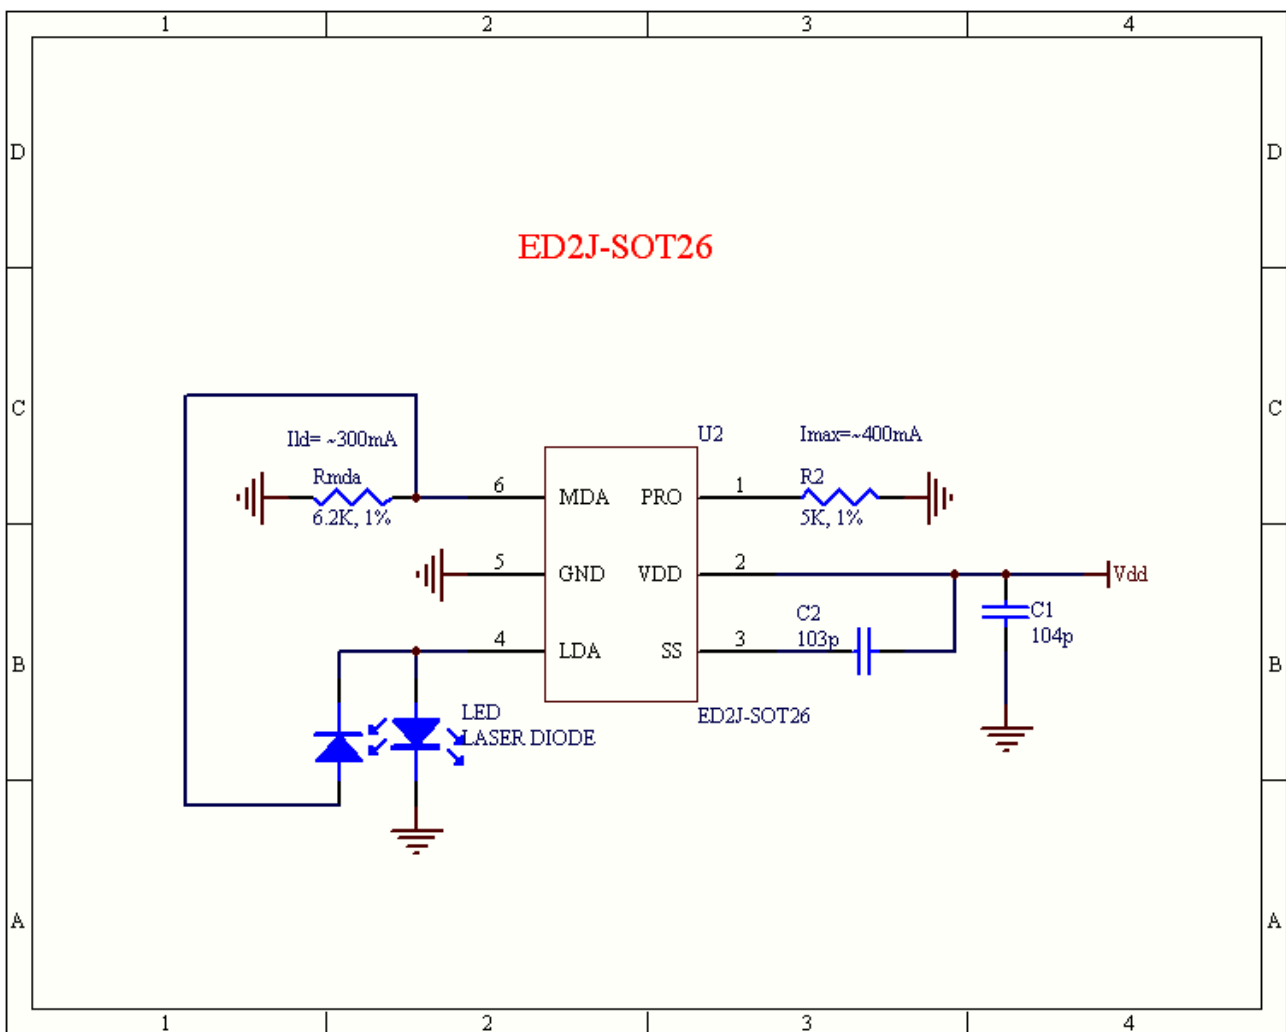 1 2 3 4
D D
ED2J-SOT26
C C
Ild= ~300mA U2 Imax=~400mA
Rmda R2
6.2K, 1% 5K, 1%
6 MDA PRO 1
5 GND VDD 2 Vdd
C2 C1
103p 104p
4 LDA SS 3
B B
LED ED2J-SOT26
LASER DIODE
A A
1 2 3 4